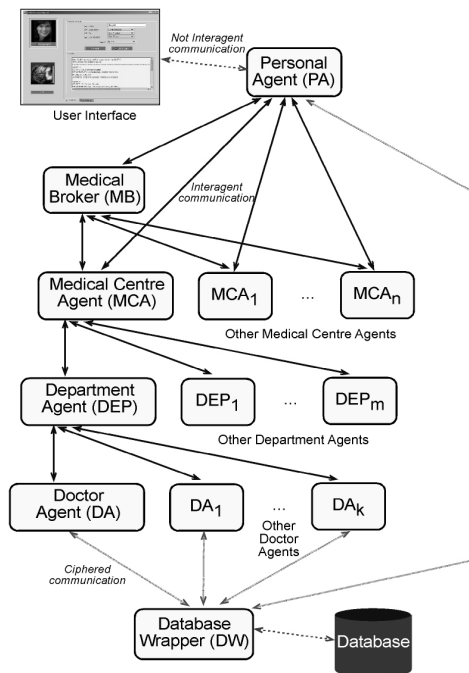 Not Interagent
communication
Personal
Agent (PA)
User Interface
Medical
Broker (MB)
Interagent
communication
Medical Centre
Agent (MCA)
MCA1
...
MCAn
Other Medical Centre Agents
Department
Agent (DEP)
DEP1
...
DEPm
Other Department Agents
Doctor
Agent (DA)
DA1
...
DAk
Other
Doctor
Agents
Ciphered
communication
Database
Wrapper (DW)
Database